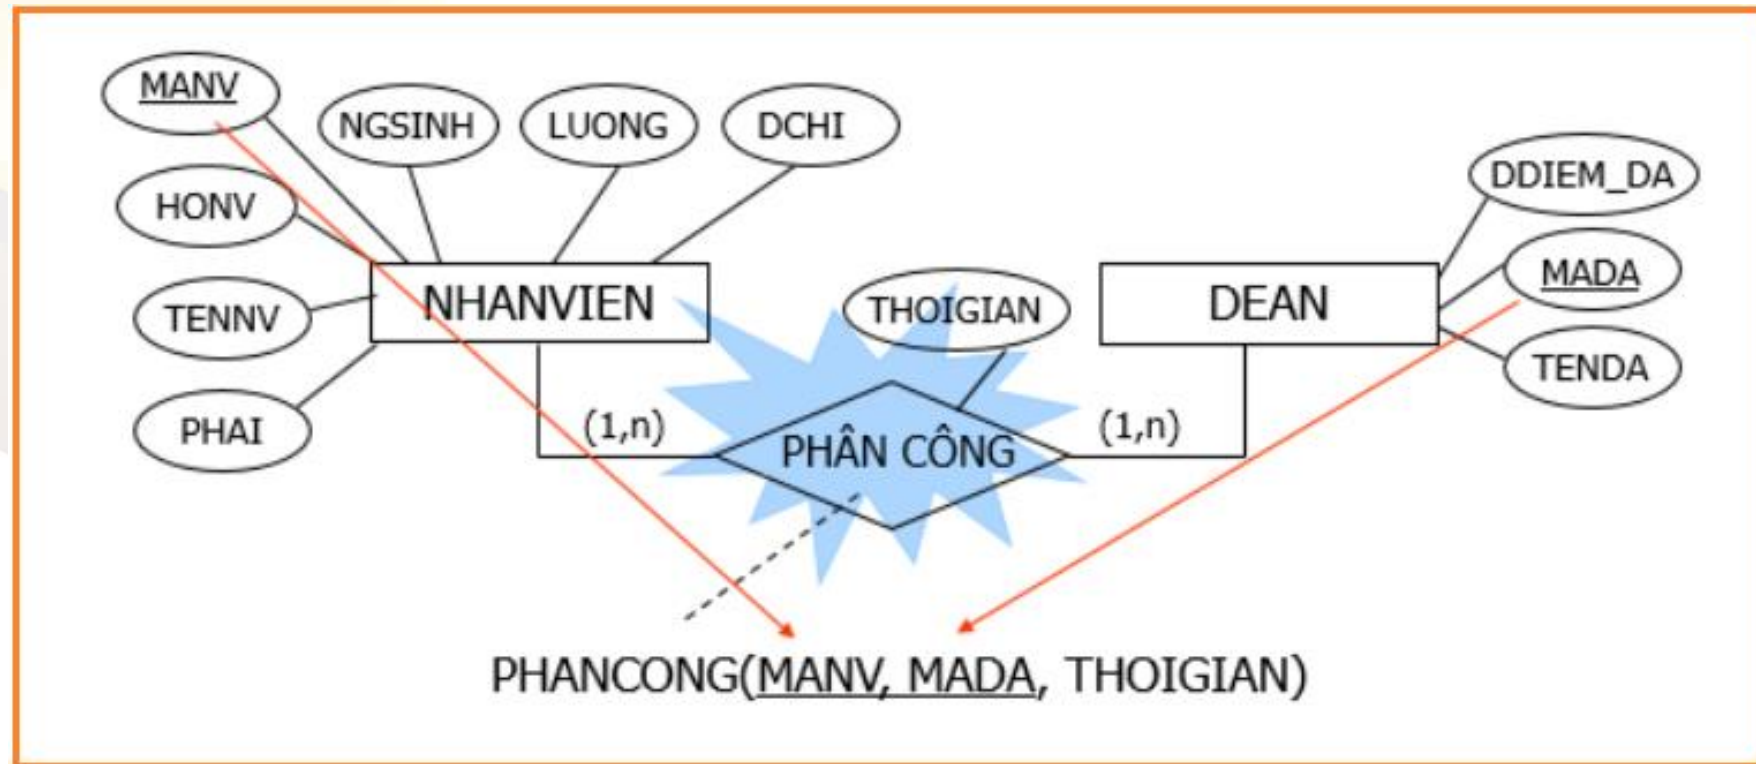 MANV
NGSINH
LUONG
DCHI
HONV
TENNV
PHAI
NHANVIEN
THOIGIAN
DEAN
DDIEM_DA
MADA
TENDA
(1,n)
PHÂN CÔNG
(1,n)
PHANCONG(MANV, MADA, THOIGIAN)